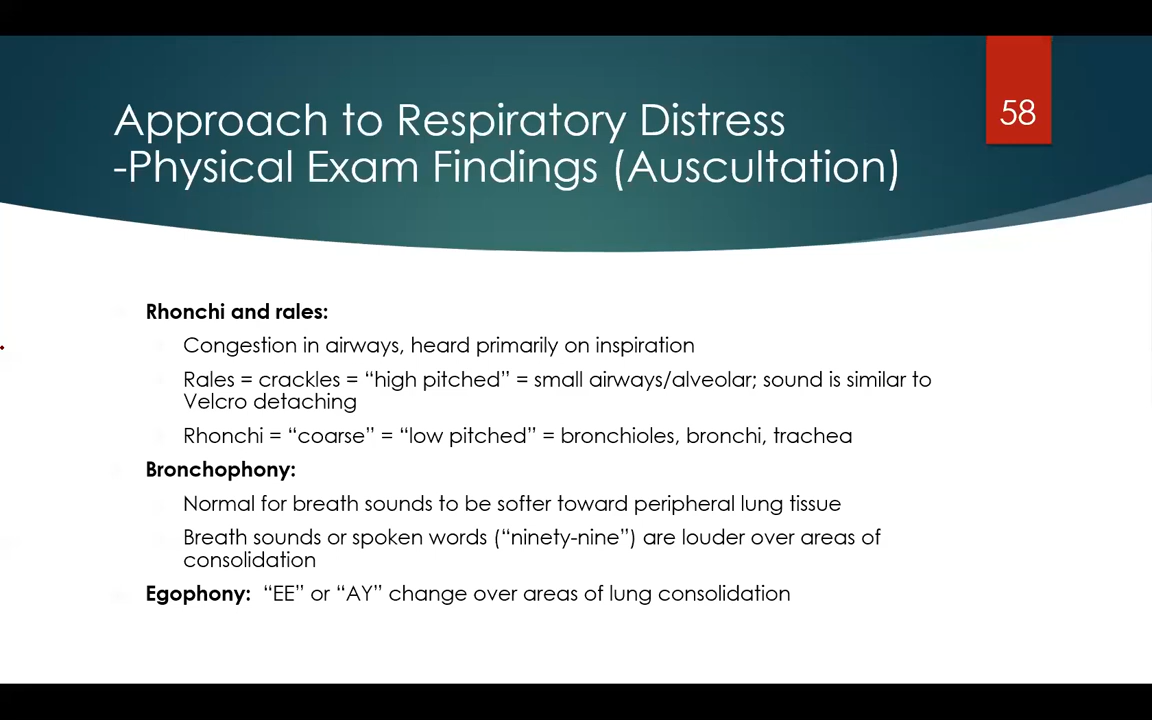 58
Approach to Respiratory Distress
-Physical Exam Findings (Auscultation)
Rhonchi and rales:
Congestion in airways, heard primarily on inspiration
Rales = crackles = “high pitched” = small airways/alveolar; sound is similar to
Velcro detaching
Rhonchi = “coarse” = “low pitched” = bronchioles, bronchi, trachea
Bronchophony:
Normal for breath sounds to be softer toward peripheral lung tissue
Breath sounds or spoken words (“ninety-nine”) are louder over areas of
consolidation
Egophony: “EE” or “AY” change over areas of lung consolidation